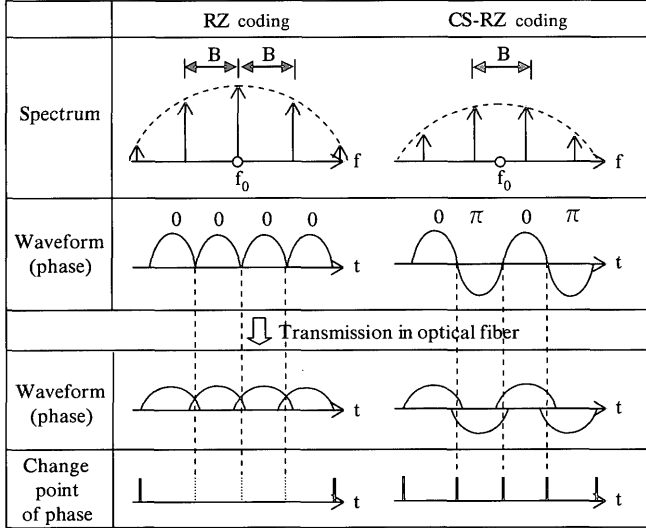 RZ coding CS-RZ coding
Spectrum
B B B
f f
f₀ f₀
Waveform
(phase)
0 0 0 0 0 π 0 π
t t
Transmission in optical fiber
Waveform
(phase)
t t
Change
point
of phase
t t